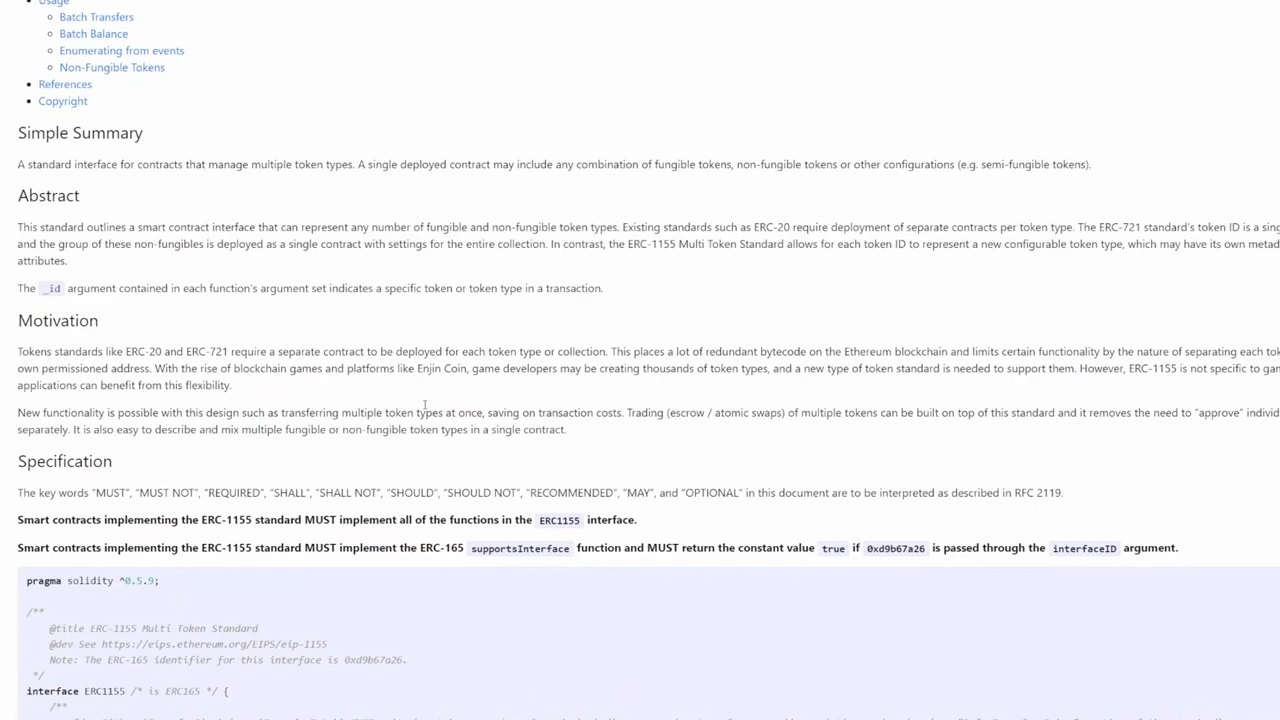 Usage
Batch Transfers
Batch Balance
Enumerating from events
Non-Fungible Tokens
References
Copyright
Simple Summary
A standard interface for contracts that manage multiple token types. A single deployed contract may include any combination of fungible tokens, non-fungible tokens or other configurations (e.g. semi-fungible tokens).
Abstract
This standard outlines a smart contract interface that can represent any number of fungible and non-fungible token types. Existing standards such as ERC-20 require deployment of separate contracts per token type. The ERC-721 standard's token ID is a
and the group of these non-fungibles is deployed as a single contract with settings for the entire collection. In contrast, the ERC-1155 Multi Token Standard allows for each token ID to represent a new configurable token type, which may have its own
attributes.
The _id argument contained in each function's argument set indicates a specific token or token type in a transaction.
Motivation
Tokens standards like ERC-20 and ERC-721 require a separate contract to be deployed for each token type or collection. This places a lot of redundant bytecode on the Ethereum blockchain and limits certain functionality by the nature of separating each
own permissioned address. With the rise of blockchain games and platforms like Enjin Coin, game developers may be creating thousands of token types, and a new type of token standard is needed to support them. However, ERC-1155 is not specific to
applications can benefit from this flexibility.
New functionality is possible with this design such as transferring multiple token types at once, saving on transaction costs. Trading (escrow / atomic swaps) of multiple tokens can be built on top of this standard and it removes the need to "approve"
separately. It is also easy to describe and mix multiple fungible or non-fungible token types in a single contract.
Specification
The key words "MUST", "MUST NOT", "REQUIRED", "SHALL", "SHALL NOT", "SHOULD", "SHOULD NOT", "RECOMMENDED", "MAY", and "OPTIONAL" in this document are to be interpreted as described in RFC 2119.
Smart contracts implementing the ERC-1155 standard MUST implement all of the functions in the ERC1155 interface.
Smart contracts implementing the ERC-1155 standard MUST implement the ERC-165 supportsInterface function and MUST return the constant value true if 0xd9b67a26 is passed through the interfaceID argument.
pragma solidity ^0.5.9;
/**
@title ERC-1155 Multi Token Standard
@dev See https://eips.ethereum.org/EIPS/eip-1155
Note: The ERC-165 identifier for this interface is 0xd9b67a26.
*/
interface ERC1155 /* is ERC165 */ {
/**